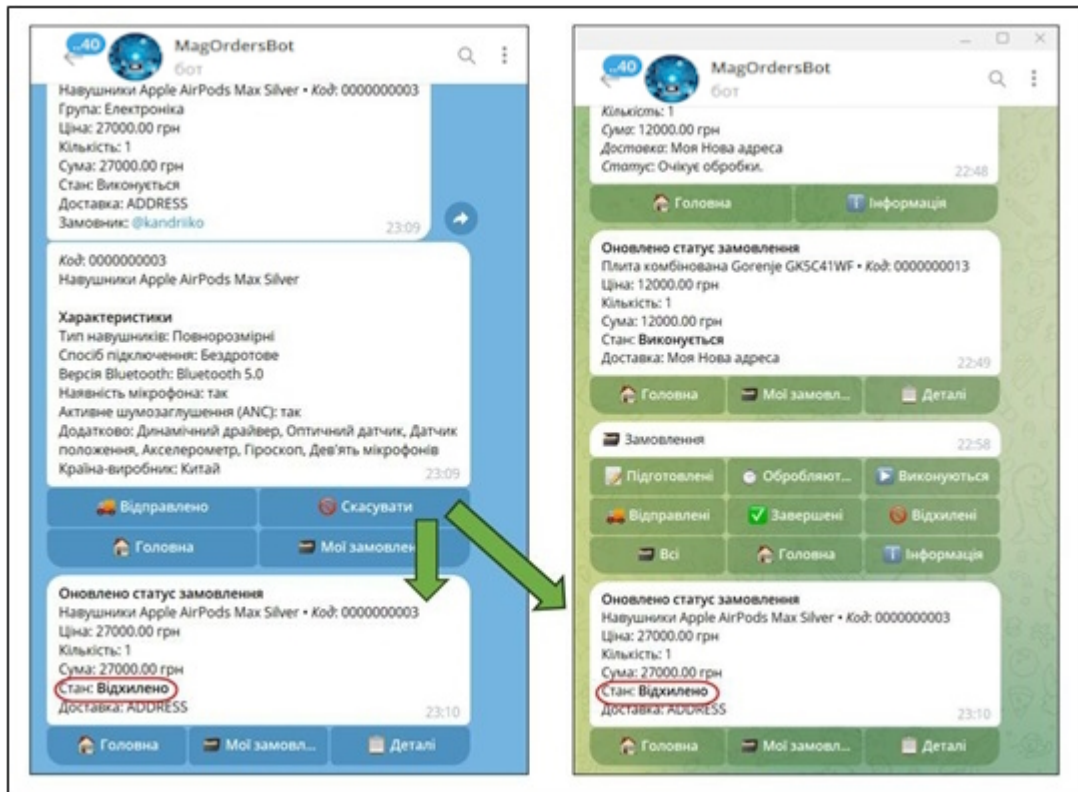 ..40
MagOrdersBot
бот
Навушники Apple AirPods Max Silver • Код: 0000000003
Група: Електроніка
Ціна: 27000.00 грн
Кількість: 1
Сума: 27000.00 грн
Стан: Виконується
Доставка: ADDRESS
Замовник: @kandriiko
23:09
Код: 0000000003
Навушники Apple AirPods Max Silver
Характеристики
Тип навушників: Повнорозмірні
Спосіб підключення: Бездротове
Версія Bluetooth: Bluetooth 5.0
Наявність мікрофона: так
Активне шумозаглушення (ANC): так
Додатково: Динамічний драйвер, Оптичний датчик, Датчик
положення, Акселерометр, Гіроскоп, Дев'ять мікрофонів
Країна-виробник: Китай
23:09
Відправлено
Скасувати
Головна
Мої замовлен
Оновлено статус замовлення
Навушники Apple AirPods Max Silver • Код: 0000000003
Ціна: 27000.00 грн
Кількість: 1
Сума: 27000.00 грн
Стан: Відхилено
Доставка: ADDRESS
23:10
Головна
Мої замовл...
Деталі
..40
MagOrdersBot
бот
Кількість: 1
Сума: 12000.00 грн
Доставка: Моя Нова адреса
Статус: Очікує обробки.
22:48
Головна
Інформація
Оновлено статус замовлення
Плита комбінована Gorenje GK5C41WF • Код: 0000000013
Ціна: 12000.00 грн
Кількість: 1
Сума: 12000.00 грн
Стан: Виконується
Доставка: Моя Нова адреса
22:49
Головна
Мої замовл...
Деталі
Замовлення
22:58
Підготовлені
Обробляют...
Виконуються
Відправлені
Завершені
Відхилені
Всі
Головна
Інформація
Оновлено статус замовлення
Навушники Apple AirPods Max Silver • Код: 0000000003
Ціна: 27000.00 грн
Кількість: 1
Сума: 27000.00 грн
Стан: Відхилено
Доставка: ADDRESS
23:10
Головна
Мої замовл...
Деталі